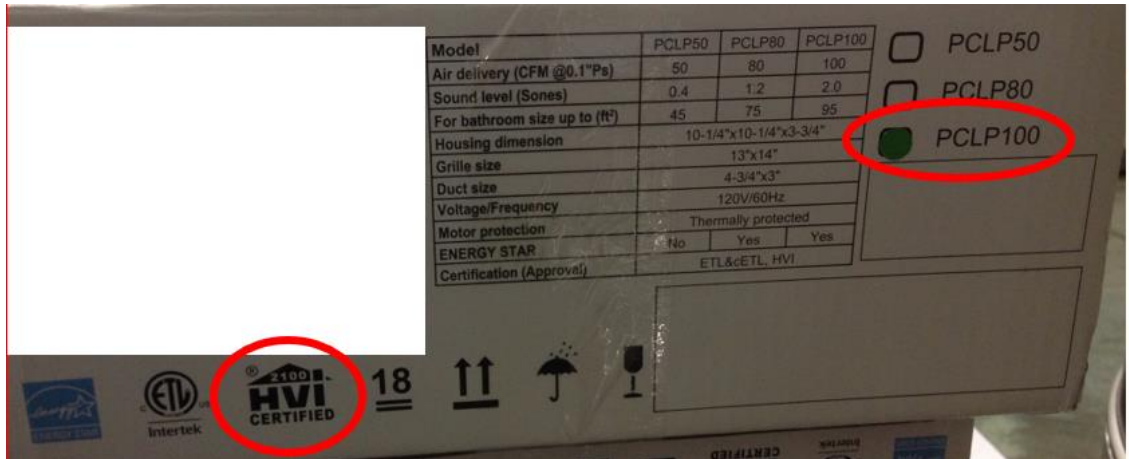 Model PCLP50 PCLP80 PCLP100
Air delivery (CFM @0.1"Ps) 50 80 100
Sound level (Sones) 0.4 1.2 2.0
For bathroom size up to (ft²) 45 75 95
Housing dimension 10-1/4"x10-1/4"x3-3/4"
Grille size 13"x14"
Duct size 4-3/4"x3"
Voltage/Frequency 120V/60Hz
Motor protection Thermally protected
ENERGY STAR No Yes Yes
Certification (Approval) ETL&cETL, HVI
PCLP50
PCLP80
PCLP100
energy
ENERGY STAR
C ETL US
Intertek
® 2100
HVI
CERTIFIED
18
CERTIFIED
Intertek